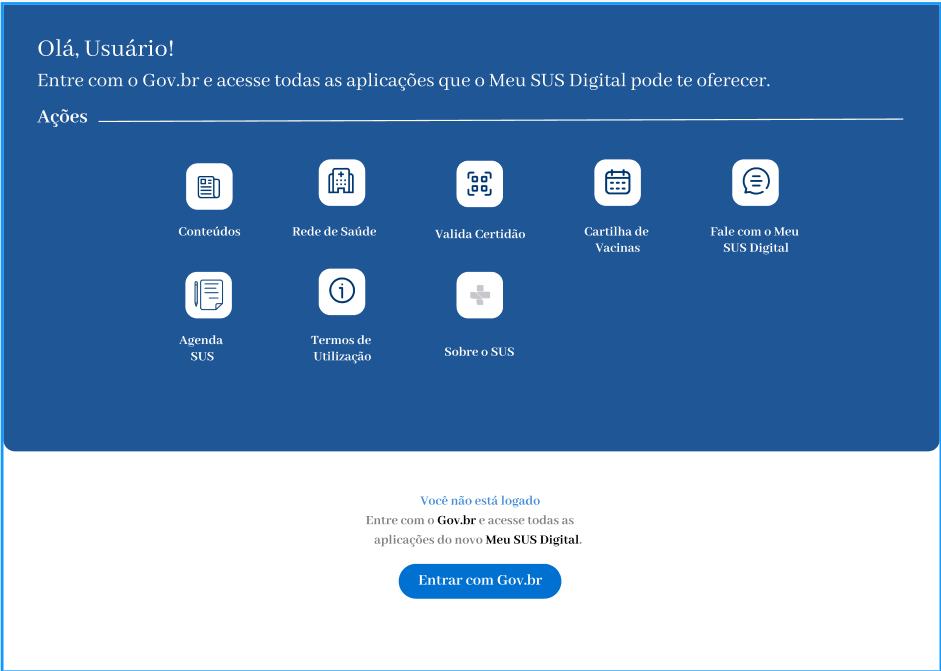 Olá, Usuário!
Entre com o Gov.br e acesse todas as aplicações que o Meu SUS Digital pode te oferecer.
Ações
Conteúdos
Rede de Saúde
Valida Certidão
Cartilha de
Vacinas
Fale com o Meu
SUS Digital
Agenda
SUS
Termos de
Utilização
Sobre o SUS
Você não está logado
Entre com o Gov.br e acesse todas as
aplicações do novo Meu SUS Digital.
Entrar com Gov.br